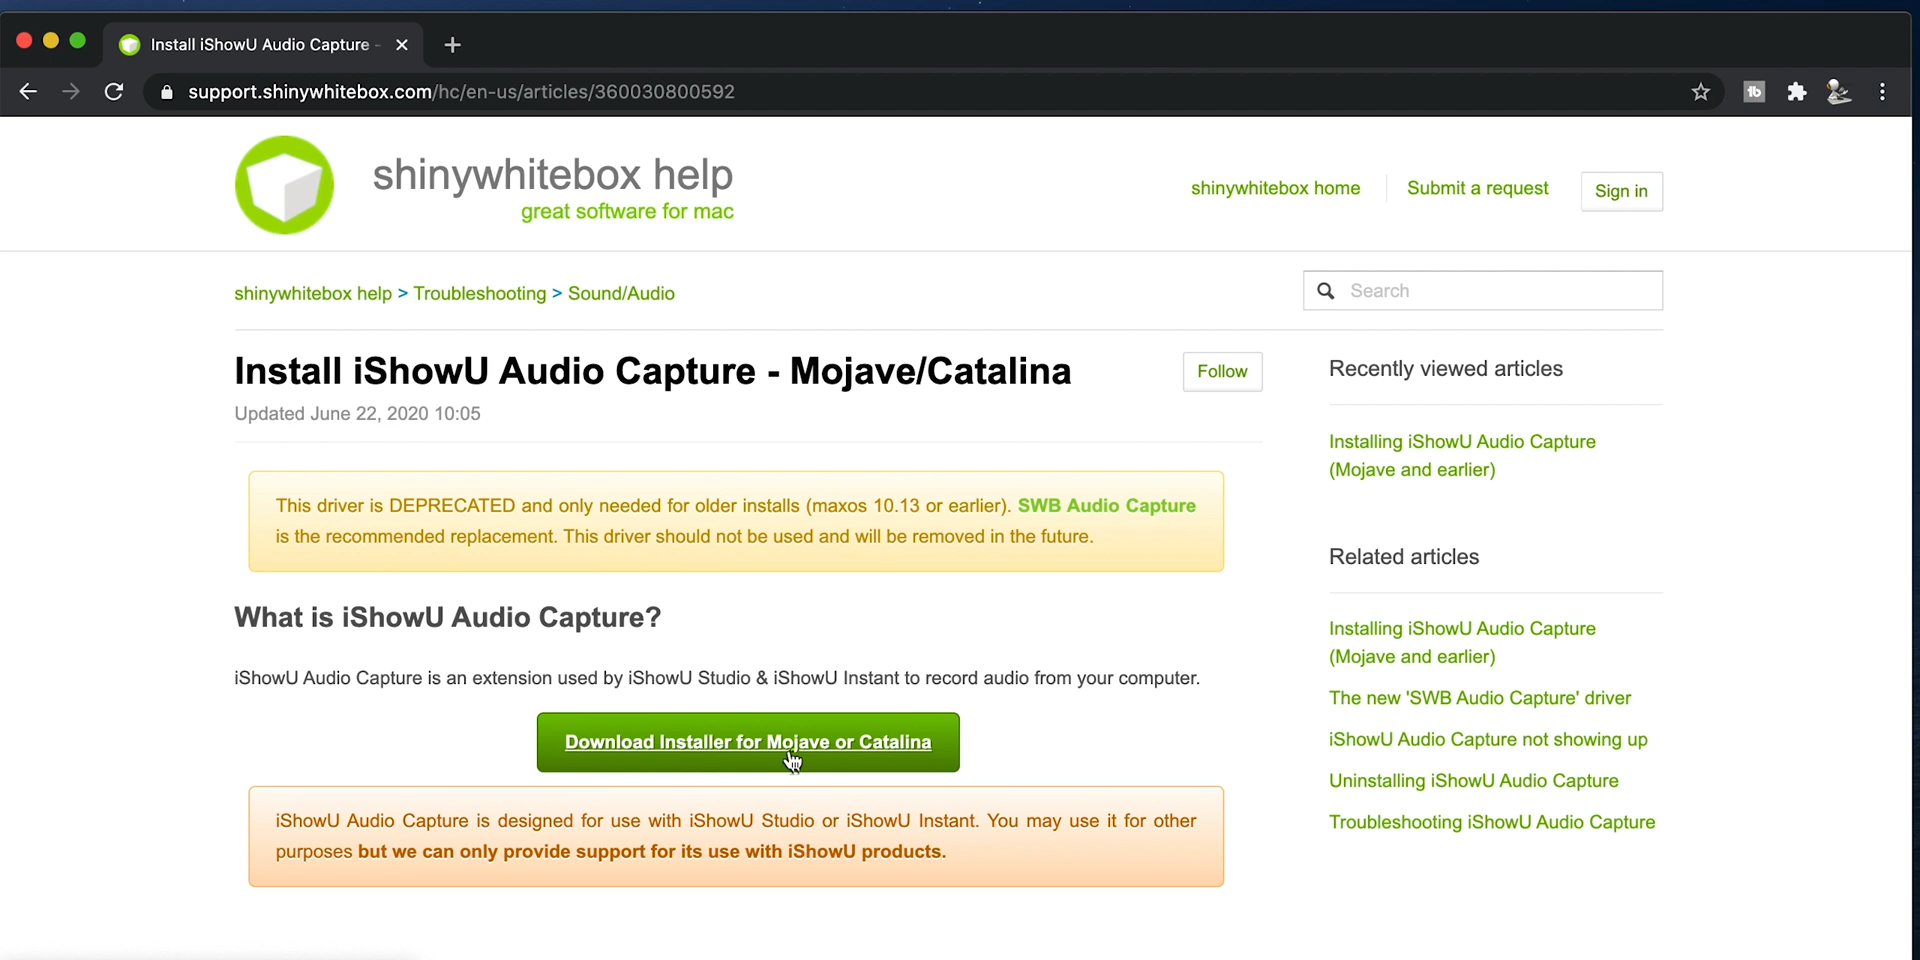 Install iShowU Audio Capture -
support.shinywhitebox.com/hc/en-us/articles/360030800592
tb
shinywhitebox help
great software for mac
shinywhitebox home
Submit a request
Sign in
shinywhitebox help > Troubleshooting > Sound/Audio
Search
Install iShowU Audio Capture - Mojave/Catalina
Follow
Updated June 22, 2020 10:05
This driver is DEPRECATED and only needed for older installs (maxos 10.13 or earlier). SWB Audio Capture
is the recommended replacement. This driver should not be used and will be removed in the future.
What is iShowU Audio Capture?
iShowU Audio Capture is an extension used by iShowU Studio & iShowU Instant to record audio from your computer.
Download Installer for Mojave or Catalina
iShowU Audio Capture is designed for use with iShowU Studio or iShowU Instant. You may use it for other
purposes but we can only provide support for its use with iShowU products.
Recently viewed articles
Installing iShowU Audio Capture
(Mojave and earlier)
Related articles
Installing iShowU Audio Capture
(Mojave and earlier)
The new 'SWB Audio Capture' driver
iShowU Audio Capture not showing up
Uninstalling iShowU Audio Capture
Troubleshooting iShowU Audio Capture